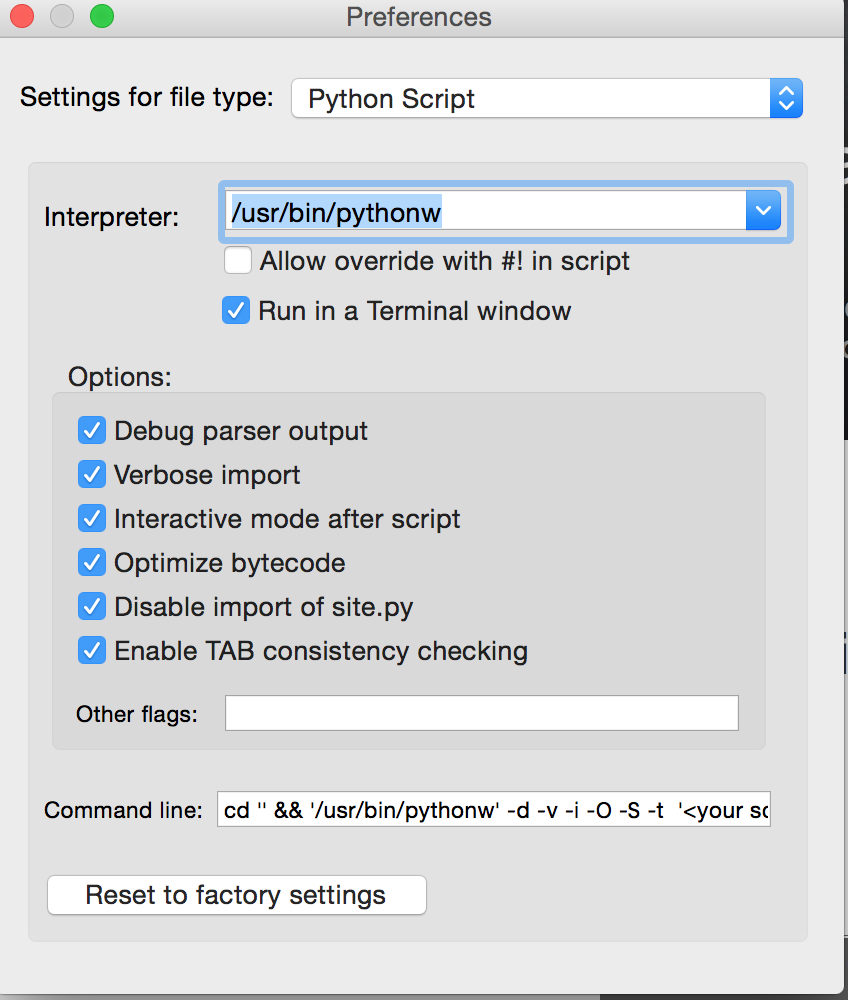 Preferences
Settings for file type: Python Script
Interpreter: /usr/bin/pythonw
Allow override with #! in script
Run in a Terminal window
Options:
Debug parser output
Verbose import
Interactive mode after script
Optimize bytecode
Disable import of site.py
Enable TAB consistency checking
Other flags:
Command line: cd '' && '/usr/bin/pythonw' -d -v -i -O -S -t '<your sc
Reset to factory settings